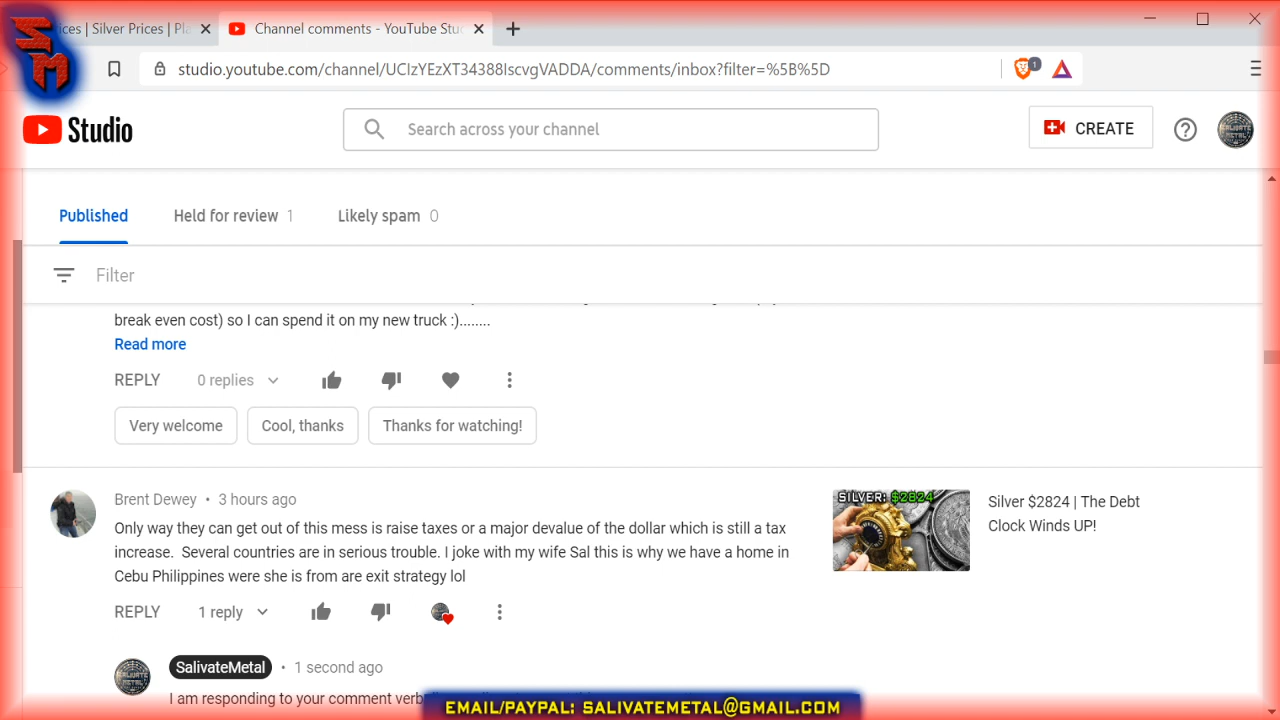 SM
ices | Silver Prices | Pla
Channel comments - YouTube Stu
studio.youtube.com/channel/UCIzYEzXT34388IscvgVADDA/comments/inbox?filter=%5B%5D
1
Studio
Search across your channel
CREATE
Published
Held for review 1
Likely spam 0
Filter
break even cost) so I can spend it on my new truck :)........
Read more
REPLY
0 replies
Very welcome
Cool, thanks
Thanks for watching!
Brent Dewey • 3 hours ago
Only way they can get out of this mess is raise taxes or a major devalue of the dollar which is still a tax
increase. Several countries are in serious trouble. I joke with my wife Sal this is why we have a home in
Cebu Philippines were she is from are exit strategy lol
SILVER: $2824
Silver $2824 | The Debt
Clock Winds UP!
REPLY
1 reply
SalivateMetal • 1 second ago
I am responding to your comment
EMAIL/PAYPAL: SALIVATEMETAL@GMAIL.COM